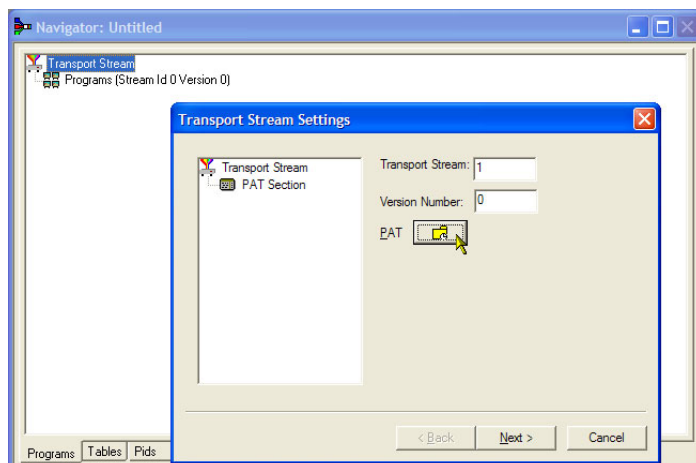 Navigator: Untitled
Transport Stream
Programs (Stream Id 0 Version 0)
Transport Stream Settings
Transport Stream
PAT Section
Transport Stream: 1
Version Number: 0
PAT
< Back
Next >
Cancel
Programs
Tables
Pids